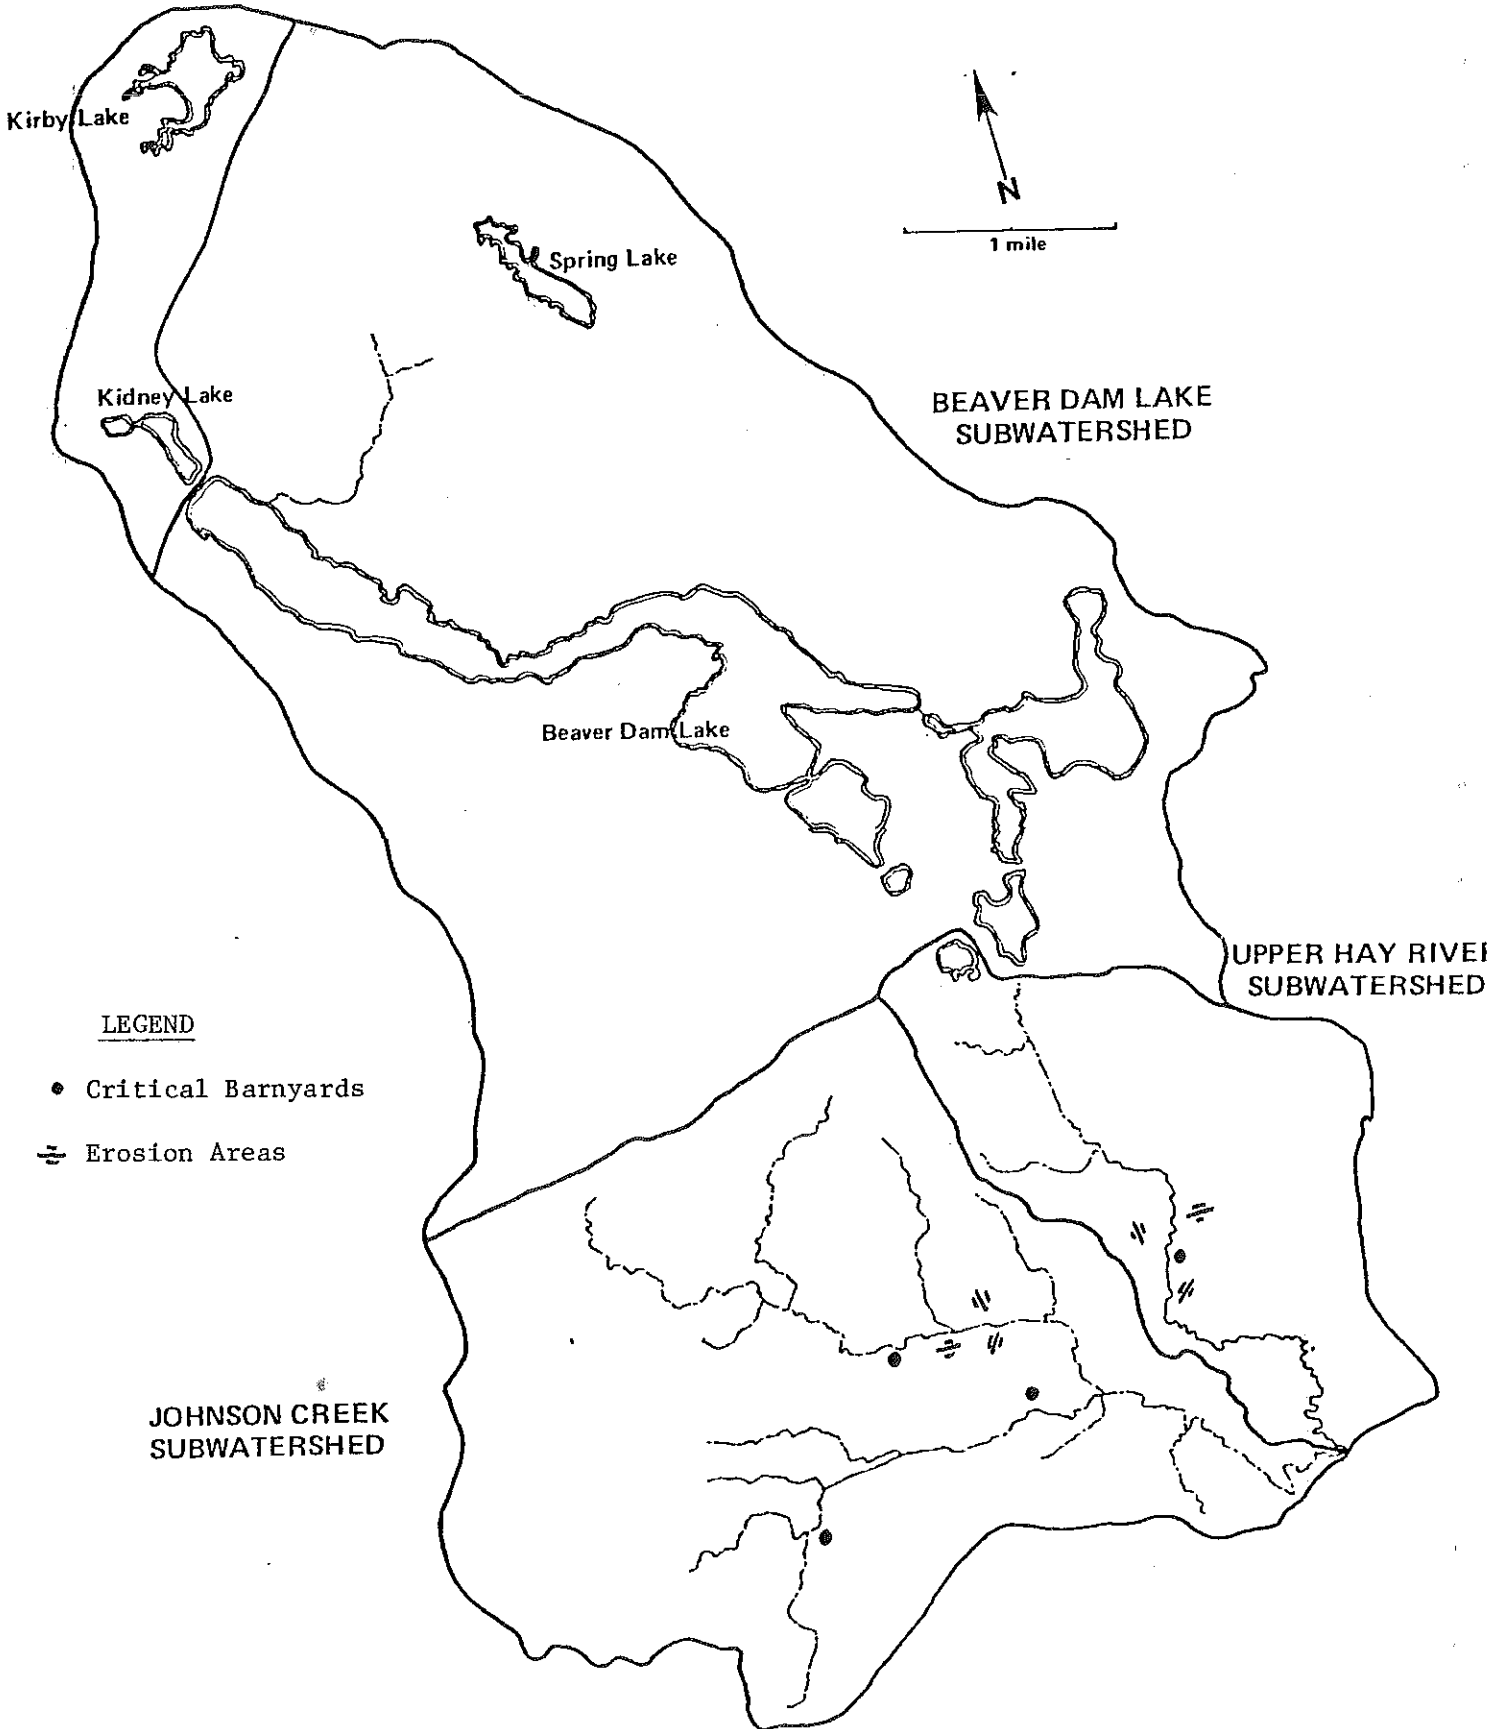 Kirby Lake
N
1 mile
Spring Lake
Kidney Lake
BEAVER DAM LAKE
SUBWATERSHED
Beaver Dam Lake
UPPER HAY RIVER
SUBWATERSHED
LEGEND
Critical Barnyards
Erosion Areas
JOHNSON CREEK
SUBWATERSHED